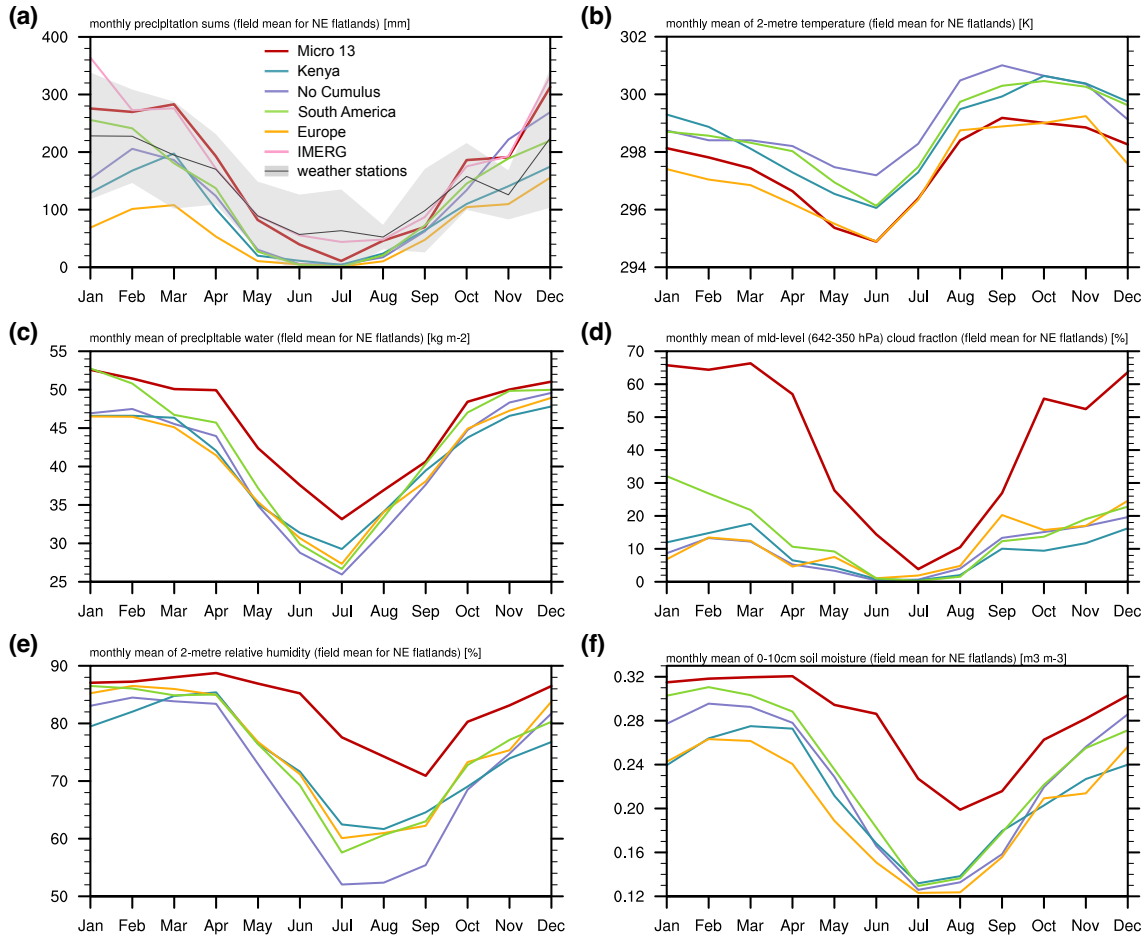 (a) monthly precipitation sums (field mean for NE flatlands) [mm]
400
300
200
100
0
Micro 13
Kenya
No Cumulus
South America
Europe
IMERG
weather stations
Jan Feb Mar Apr May Jun Jul Aug Sep Oct Nov Dec
(b) monthly mean of 2-metre temperature (field mean for NE flatlands) [K]
302
300
298
296
294
Jan Feb Mar Apr May Jun Jul Aug Sep Oct Nov Dec
(c) monthly mean of precipitable water (field mean for NE flatlands) [kg m-2]
55
50
45
40
35
30
25
Jan Feb Mar Apr May Jun Jul Aug Sep Oct Nov Dec
(d) monthly mean of mid-level (642-350 hPa) cloud fraction (field mean for NE flatlands) [%]
70
60
50
40
30
20
10
0
Jan Feb Mar Apr May Jun Jul Aug Sep Oct Nov Dec
(e) monthly mean of 2-metre relative humidity (field mean for NE flatlands) [%]
90
80
70
60
50
Jan Feb Mar Apr May Jun Jul Aug Sep Oct Nov Dec
(f) monthly mean of 0-10cm soil moisture (field mean for NE flatlands) [m3 m-3]
0.32
0.28
0.24
0.20
0.16
0.12
Jan Feb Mar Apr May Jun Jul Aug Sep Oct Nov Dec